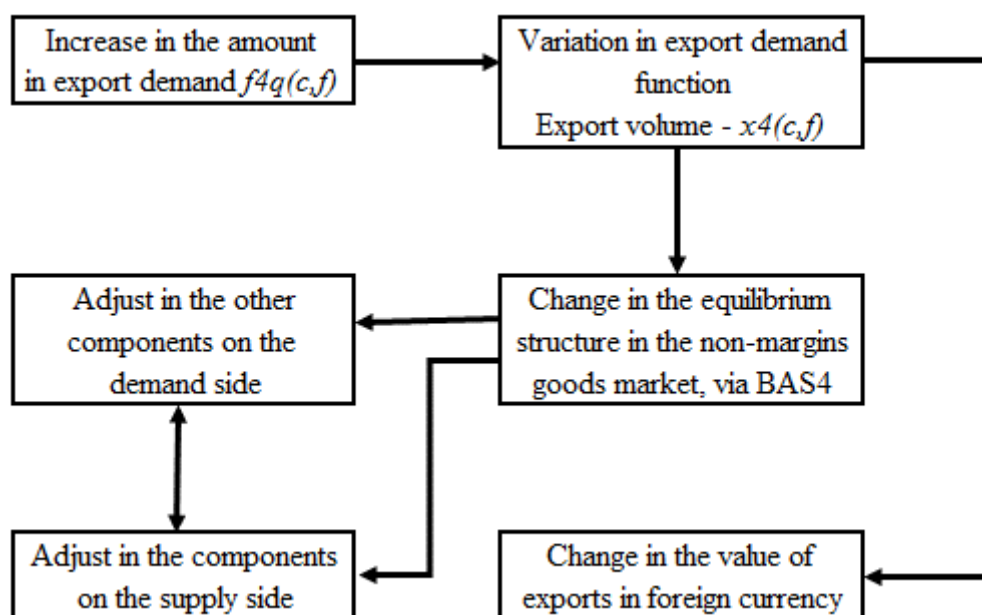 Increase in the amount
in export demand f4q(c,f)
Variation in export demand
function
Export volume - x4(c,f)
Adjust in the other
components on the
demand side
Change in the equilibrium
structure in the non-margins
goods market, via BAS4
Adjust in the components
on the supply side
Change in the value of
exports in foreign currency